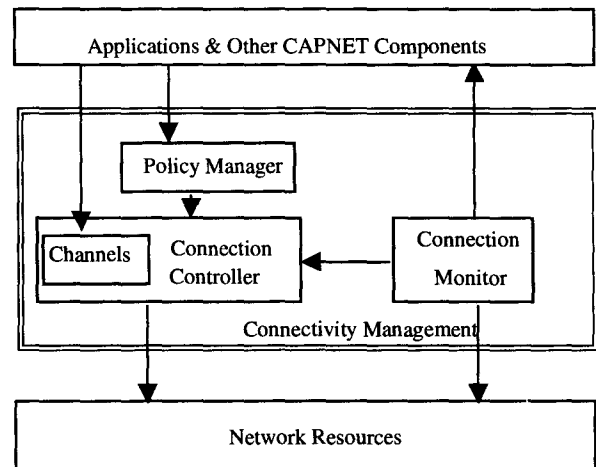 Applications & Other CAPNET Components
Policy Manager
Channels
Connection
Controller
Connection
Monitor
Connectivity Management
Network Resources